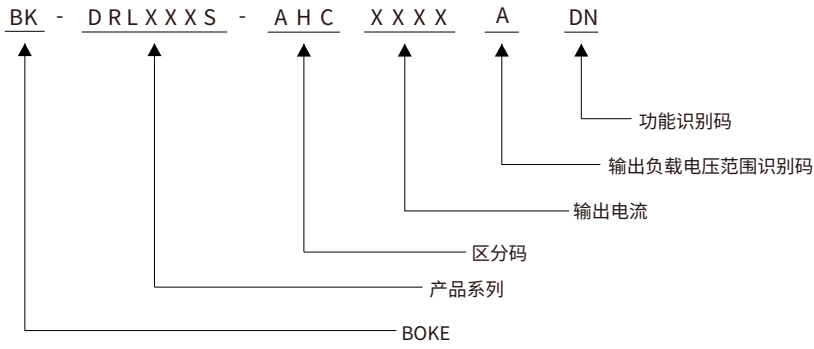 BK - DRLXXXS - AHC XXXX A DN
功能识别码
输出负载电压范围识别码
输出电流
区分码
产品系列
BOKE